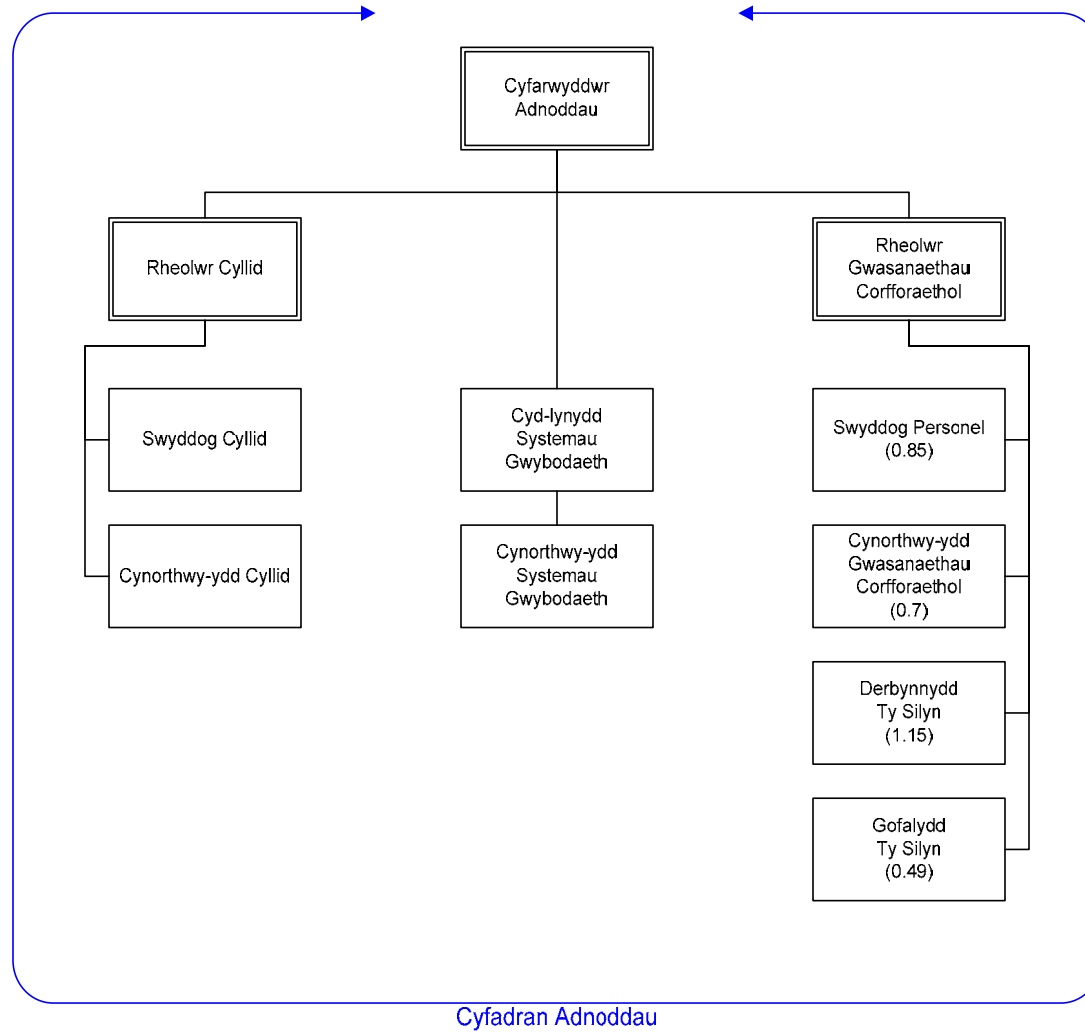 Cyfarwyddwr
Adnoddau
Rheolwr Cyllid
Rheolwr
Gwasanaethau
Corfforaethol
Swyddog Cyllid
Cyd-lynydd
Systemau
Gwybodaeth
Swyddog Personel
(0.85)
Cynorthwy-ydd Cyllid
Cynorthwy-ydd
Systemau
Gwybodaeth
Cynorthwy-ydd
Gwasanaethau
Corfforaethol
(0.7)
Derbynnydd
Ty Silyn
(1.15)
Gofalydd
Ty Silyn
(0.49)
Cyfadran Adnoddau